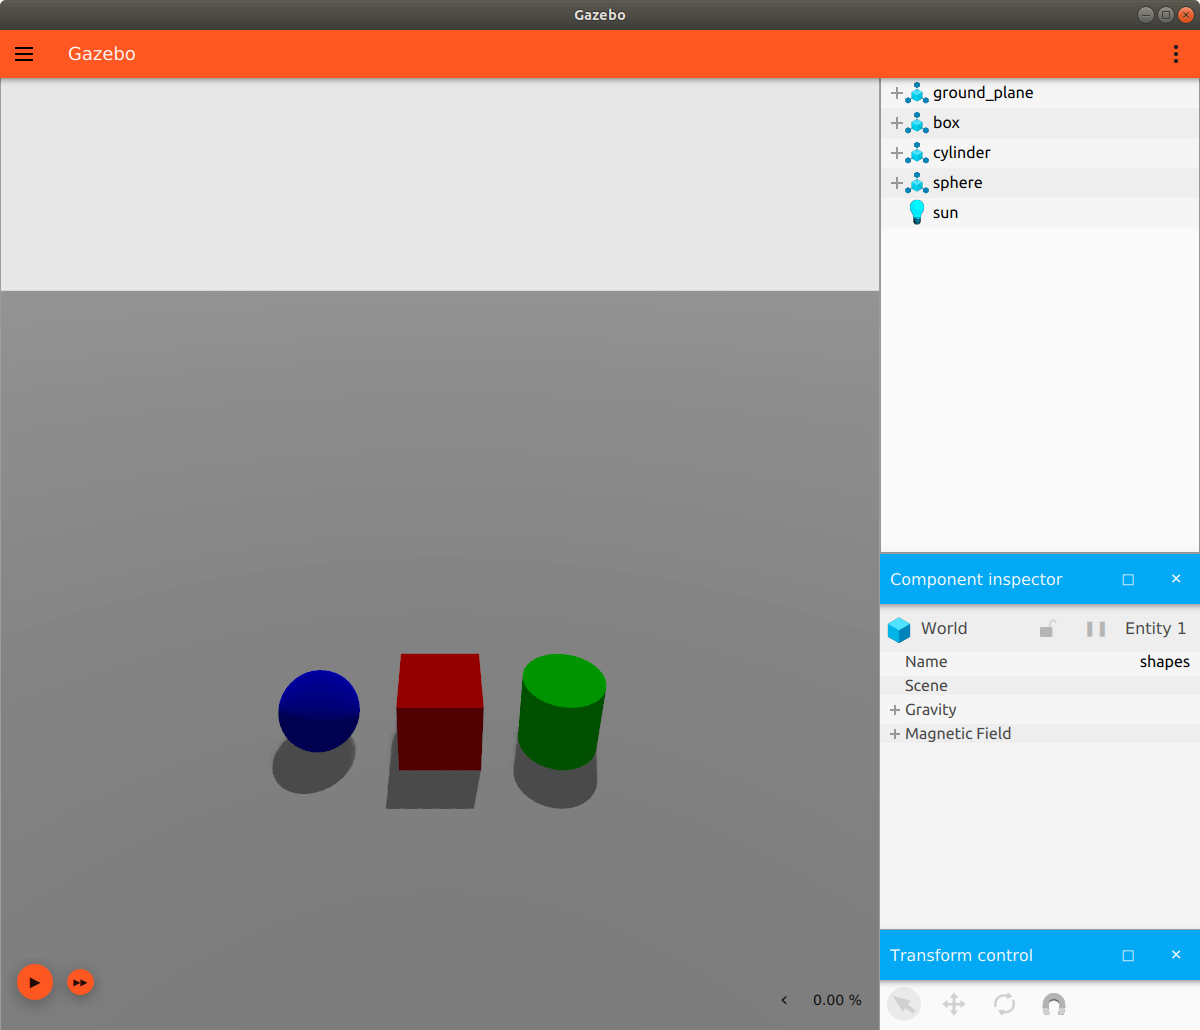 Gazebo
Gazebo
ground_plane
box
cylinder
sphere
sun
Component inspector
World Entity 1
Name shapes
Scene
Gravity
Magnetic Field
Transform control
0.00 %